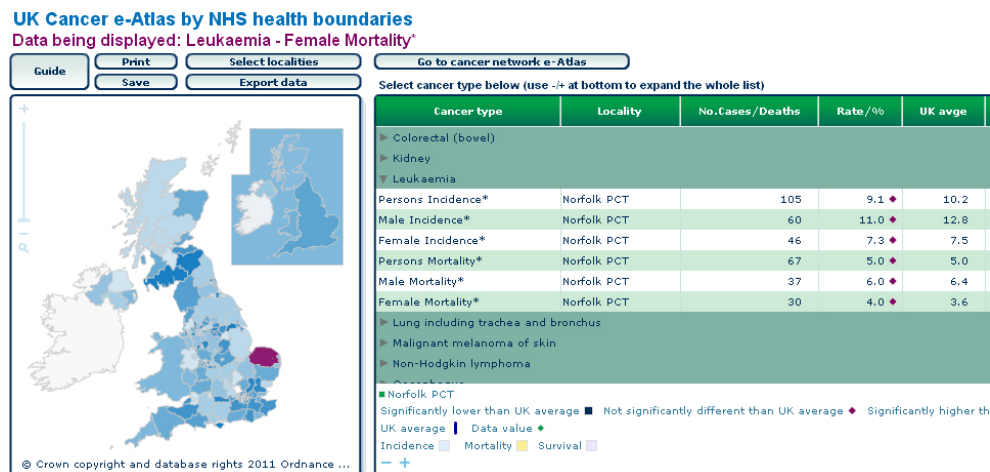 UK Cancer e-Atlas by NHS health boundaries
Data being displayed: Leukaemia - Female Mortality*
Guide
Print
Save
Select localities
Export data
Go to cancer network e-Atlas
Select cancer type below (use -/+ at bottom to expand the whole list)
Cancer type Locality No.Cases/Deaths Rate/% UK avge
Colorectal (bowel)
Kidney
Leukaemia
Persons Incidence* Norfolk PCT 105 9.1 10.2
Male Incidence* Norfolk PCT 60 11.0 12.8
Female Incidence* Norfolk PCT 46 7.3 7.5
Persons Mortality* Norfolk PCT 67 5.0 5.0
Male Mortality* Norfolk PCT 37 6.0 6.4
Female Mortality* Norfolk PCT 30 4.0 3.6
Lung including trachea and bronchus
Malignant melanoma of skin
Non-Hodgkin lymphoma
Norfolk PCT
Significantly lower than UK average Not significantly different than UK average Significantly higher th
UK average Data value
Incidence Mortality Survival
© Crown copyright and database rights 2011 Ordnance ...